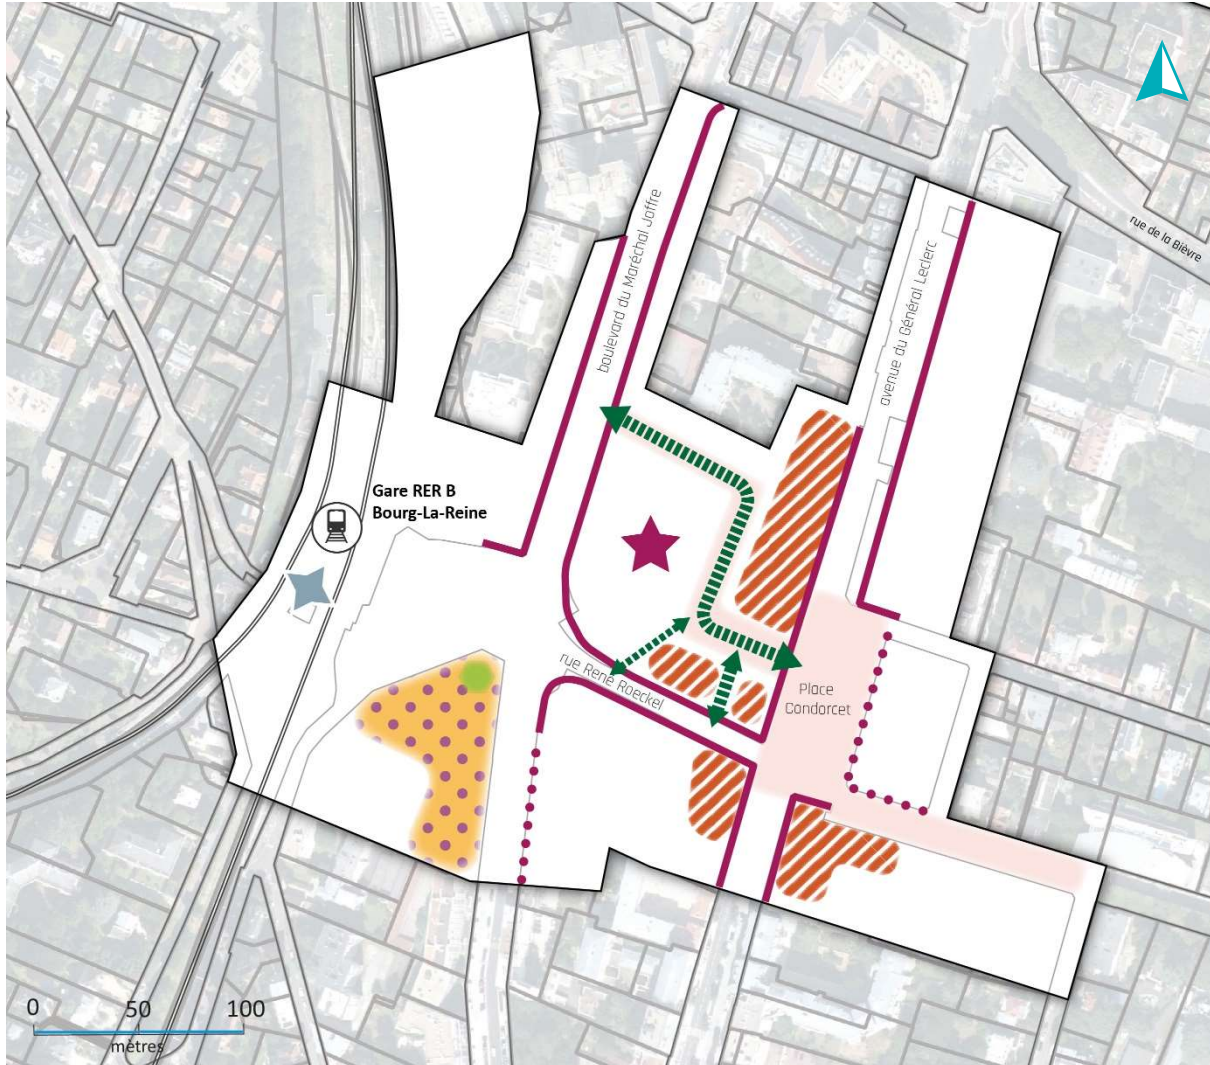 rue de la Bièvre
boulevard du Maréchal Joffre
avenue du Général Leclerc
Gare RER B
Bourg-La-Reine
rue René Roeckel
Place
Condorcet
0 50 100
mètres